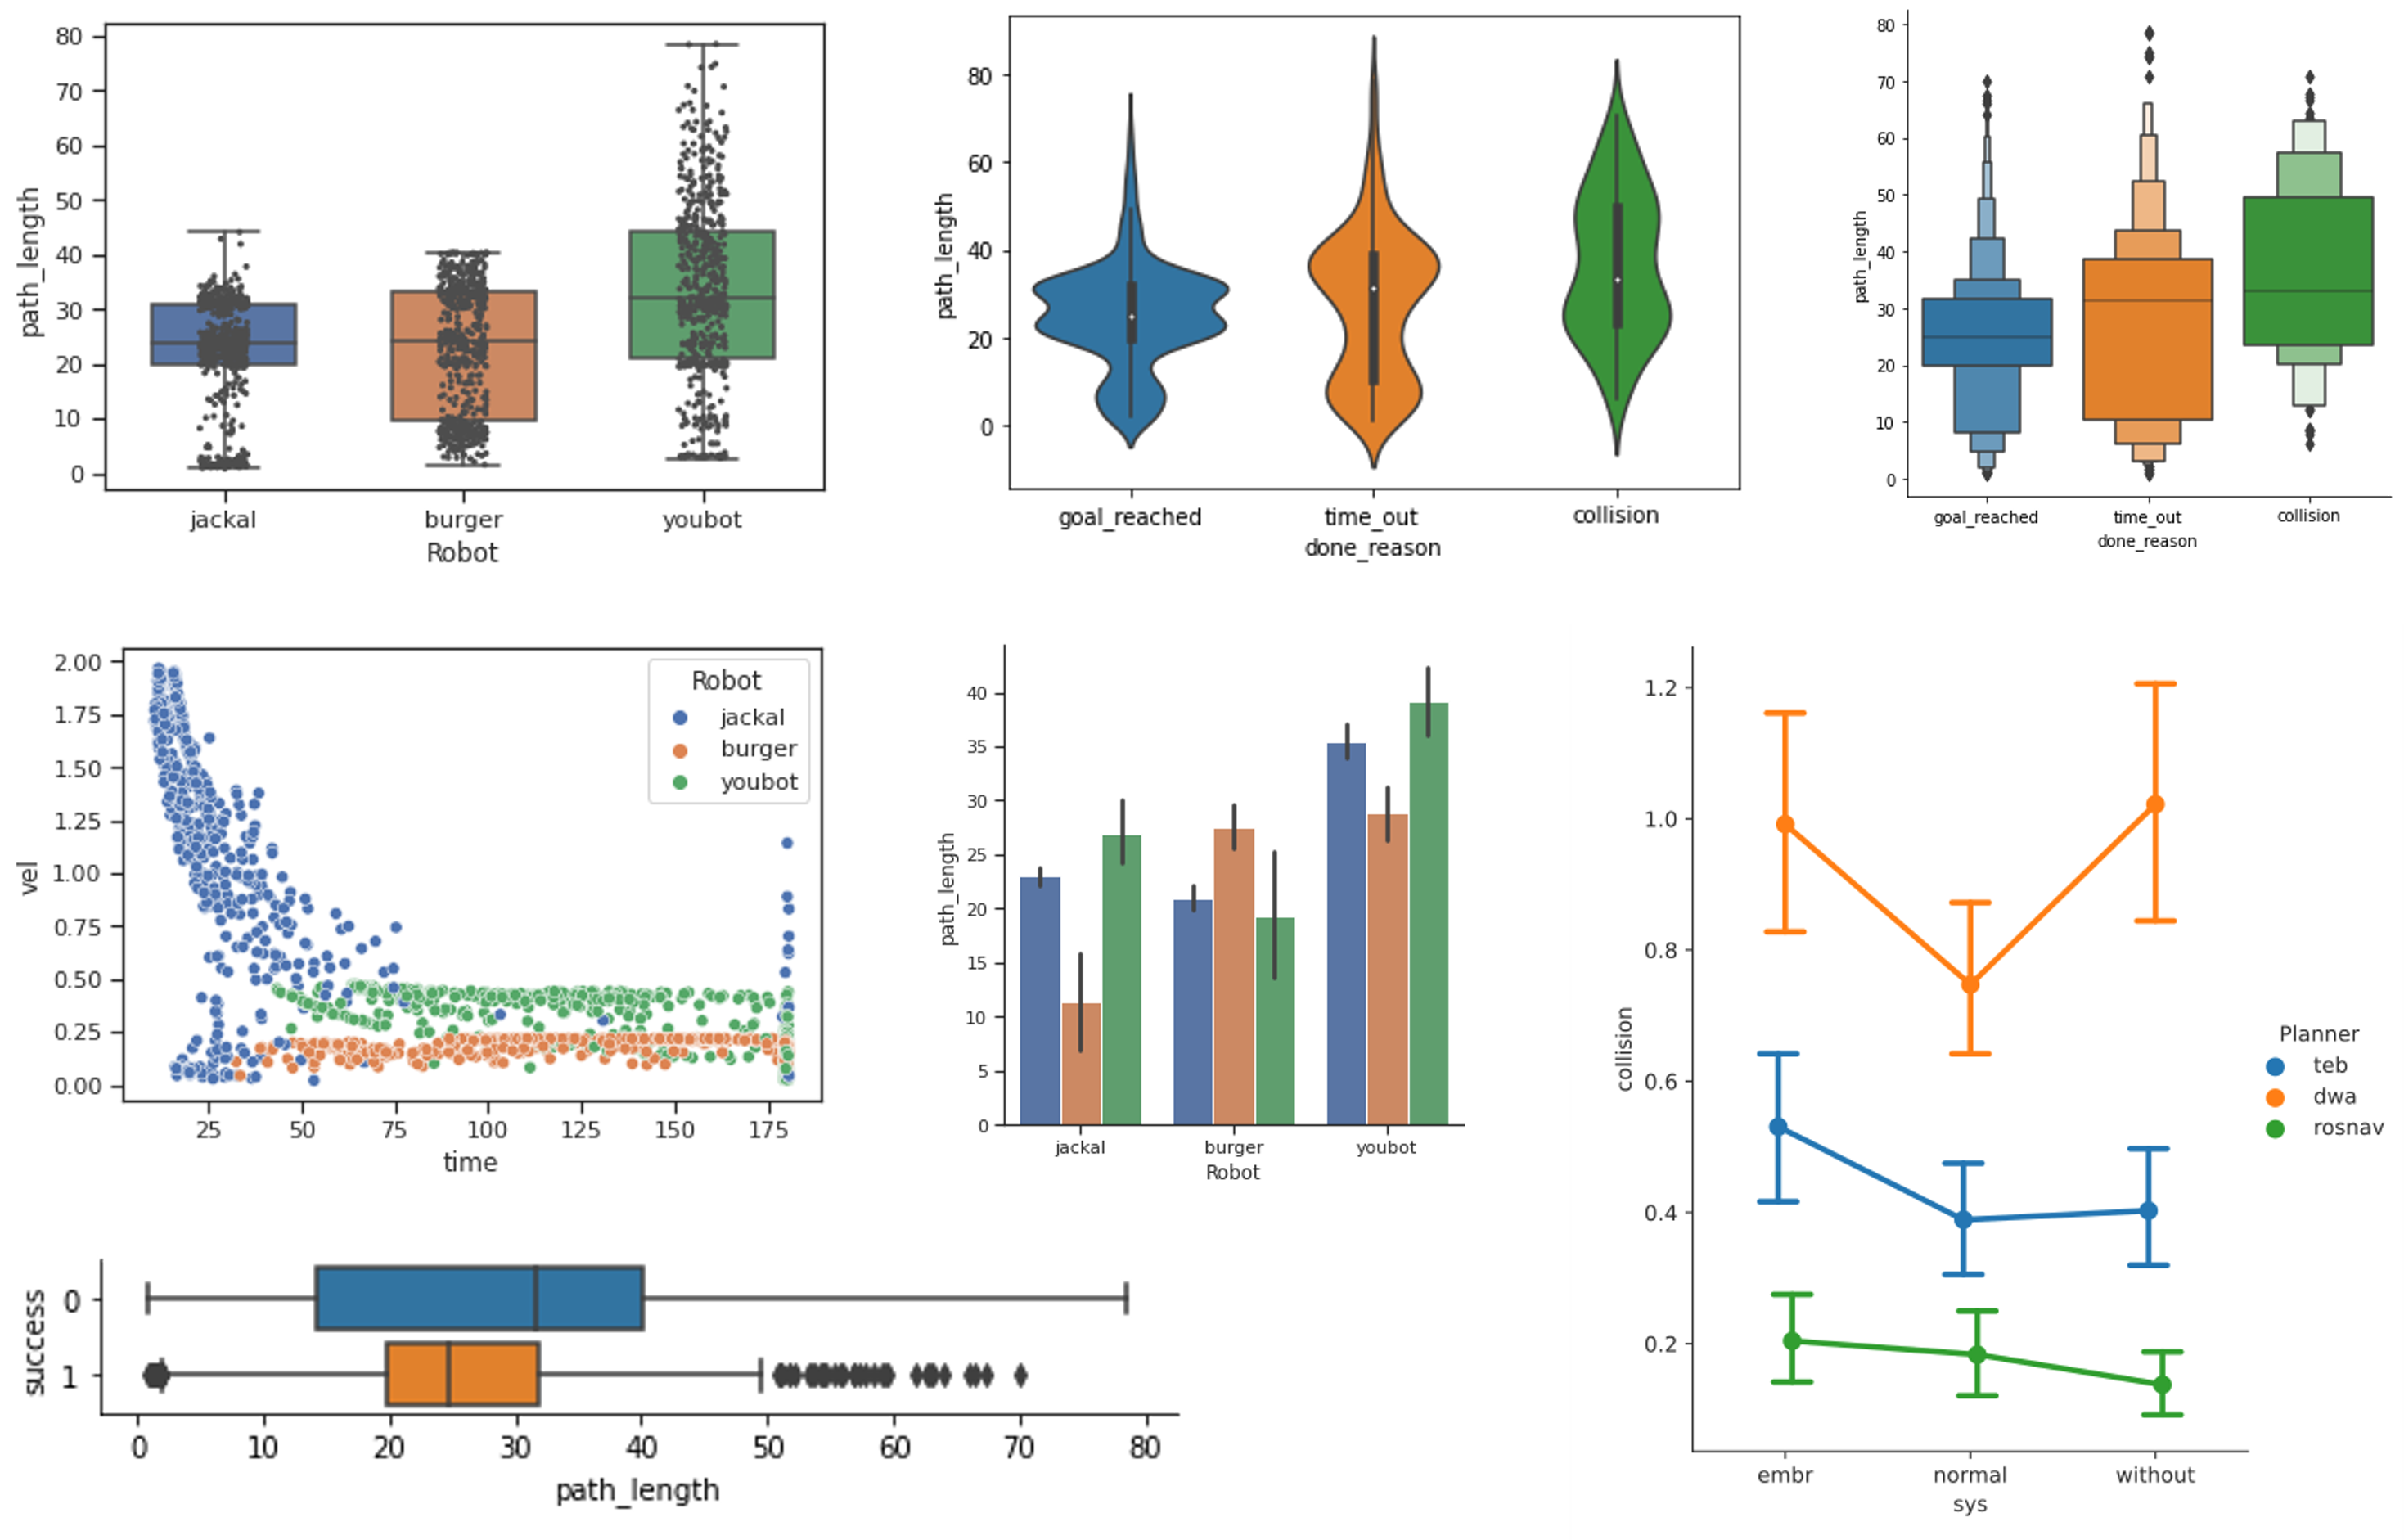 80
70
60
50
40
30
20
10
0
path_length
jackal burger youbot
Robot
80
60
40
20
0
path_length
goal_reached time_out collision
done_reason
80
70
60
50
40
30
20
10
0
path_length
goal_reached time_out collision
done_reason
2.00
1.75
1.50
1.25
1.00
0.75
0.50
0.25
0.00
vel
Robot
jackal
burger
youbot
25 50 75 100 125 150 175
time
40
35
30
25
20
15
10
5
0
path_length
jackal burger youbot
Robot
1.2
1.0
0.8
0.6
0.4
0.2
collision
Planner
teb
dwa
rosnav
embr normal without
sys
success
0
1
0 10 20 30 40 50 60 70 80
path_length